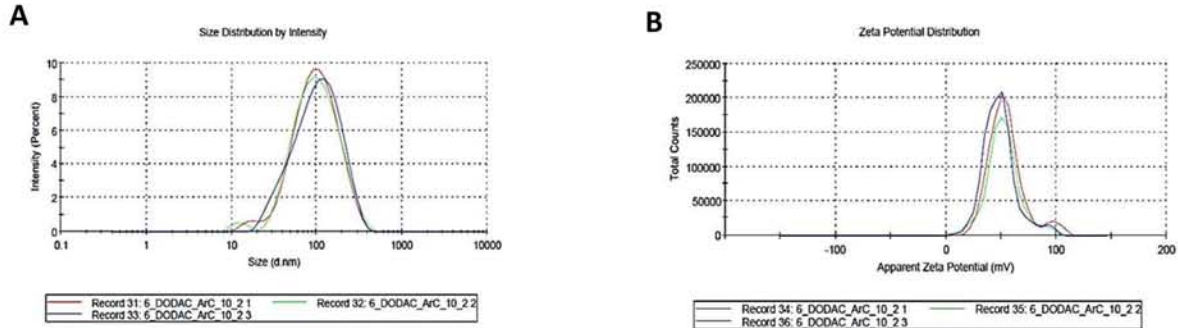 A
Size Distribution by Intensity
Intensity (Percent)
10
8
6
4
2
0
0.1 1 10 100 1000 10000
Size (d.nm)
Record 31: 6_DODAC_ArC_10_2 1 Record 32: 6_DODAC_ArC_10_2 2
Record 33: 6_DODAC_ArC_10_2 3
B
Zeta Potential Distribution
Total Counts
250000
200000
150000
100000
50000
0
-100 0 100 200
Apparent Zeta Potential (mV)
Record 34: 6_DODAC_ArC_10_2 1 Record 35: 6_DODAC_ArC_10_2 2
Record 36: 6_DODAC_ArC_10_2 3